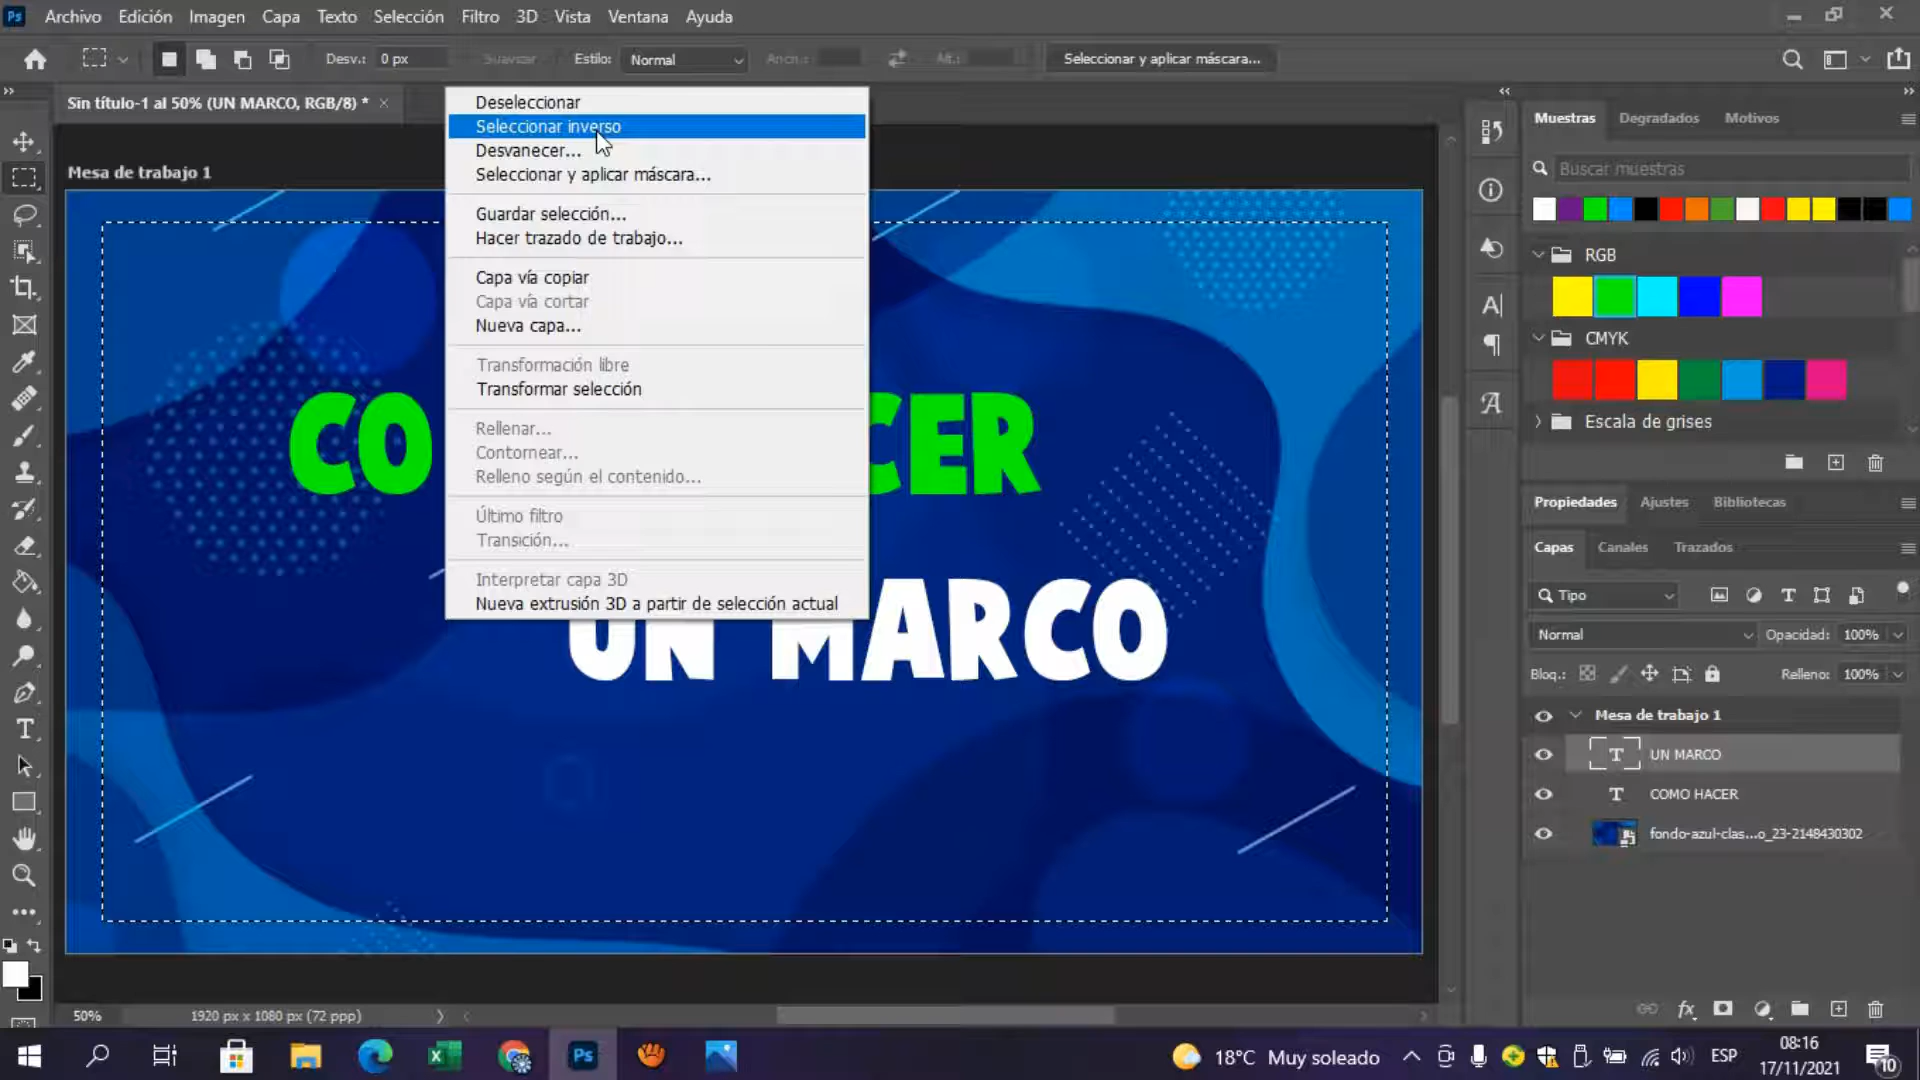 Ps Archivo Edición Imagen Capa Texto Selección Filtro 3D Vista Ventana Ayuda
Desv.: 0 px Suavizar Estilo: Normal Anch.: Alt.: Seleccionar y aplicar máscara...
Sin título-1 al 50% (UN MARCO, RGB/8) *
Mesa de trabajo 1
Deseleccionar
Seleccionar inverso
Desvanecer...
Seleccionar y aplicar máscara...
Guardar selección...
Hacer trazado de trabajo...
Capa vía copiar
Capa vía cortar
Nueva capa...
Transformación libre
Transformar selección
Rellenar...
Contornear...
Relleno según el contenido...
Último filtro
Transición...
Interpretar capa 3D
Nueva extrusión 3D a partir de selección actual
CO CER
UN MARCO
Muestras Degradados Motivos
Buscar muestras
RGB
CMYK
Escala de grises
Propiedades Ajustes Bibliotecas
Capas Canales Trazados
Tipo
Normal Opacidad: 100%
Bloq.: Relleno: 100%
Mesa de trabajo 1
T UN MARCO
T COMO HACER
fondo-azul-clas...o_23-2148430302
fx
50% 1920 px x 1080 px (72 ppp)
Ps 18°C Muy soleado ESP 08:16
17/11/2021
10